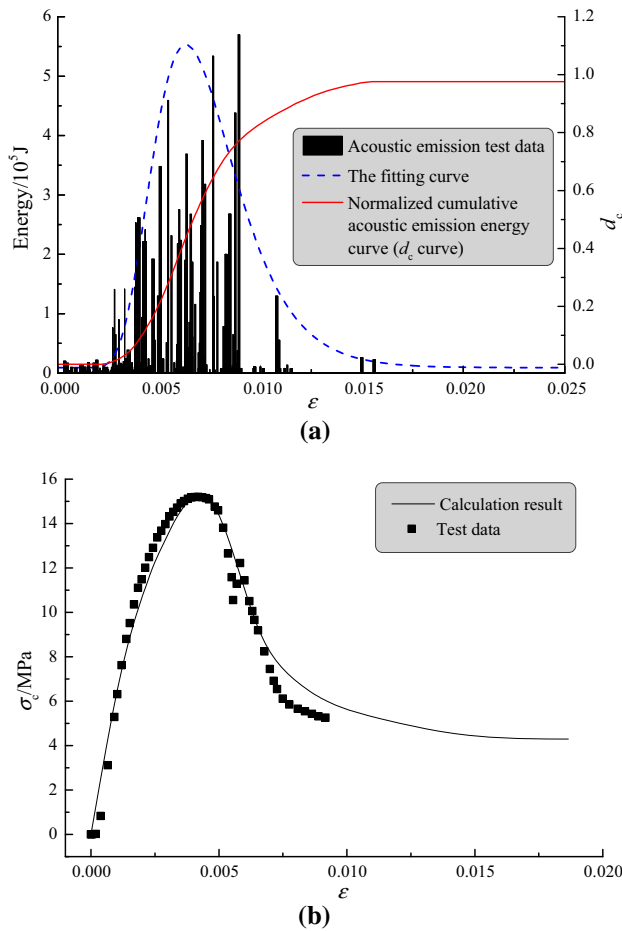 6
5
4
3
2
1
0
Energy/10⁵J
1.2
1.0
0.8
0.6
0.4
0.2
0.0
d_c
Acoustic emission test data
The fitting curve
Normalized cumulative
acoustic emission energy
curve (d_c curve)
0.000 0.005 0.010 0.015 0.020 0.025
ε
(a)
16
14
12
10
8
6
4
2
0
σ_c/MPa
Calculation result
Test data
0.000 0.005 0.010 0.015 0.020
ε
(b)